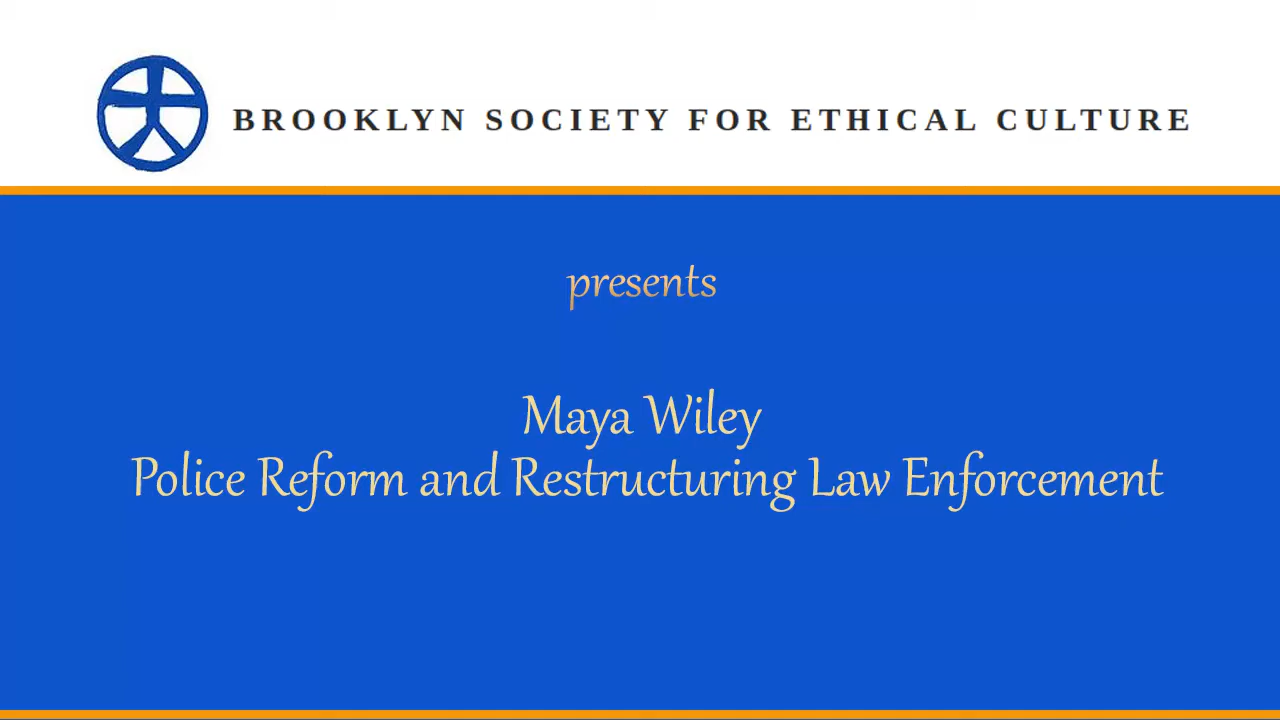 BROOKLYN SOCIETY FOR ETHICAL CULTURE
presents
Maya Wiley
Police Reform and Restructuring Law Enforcement